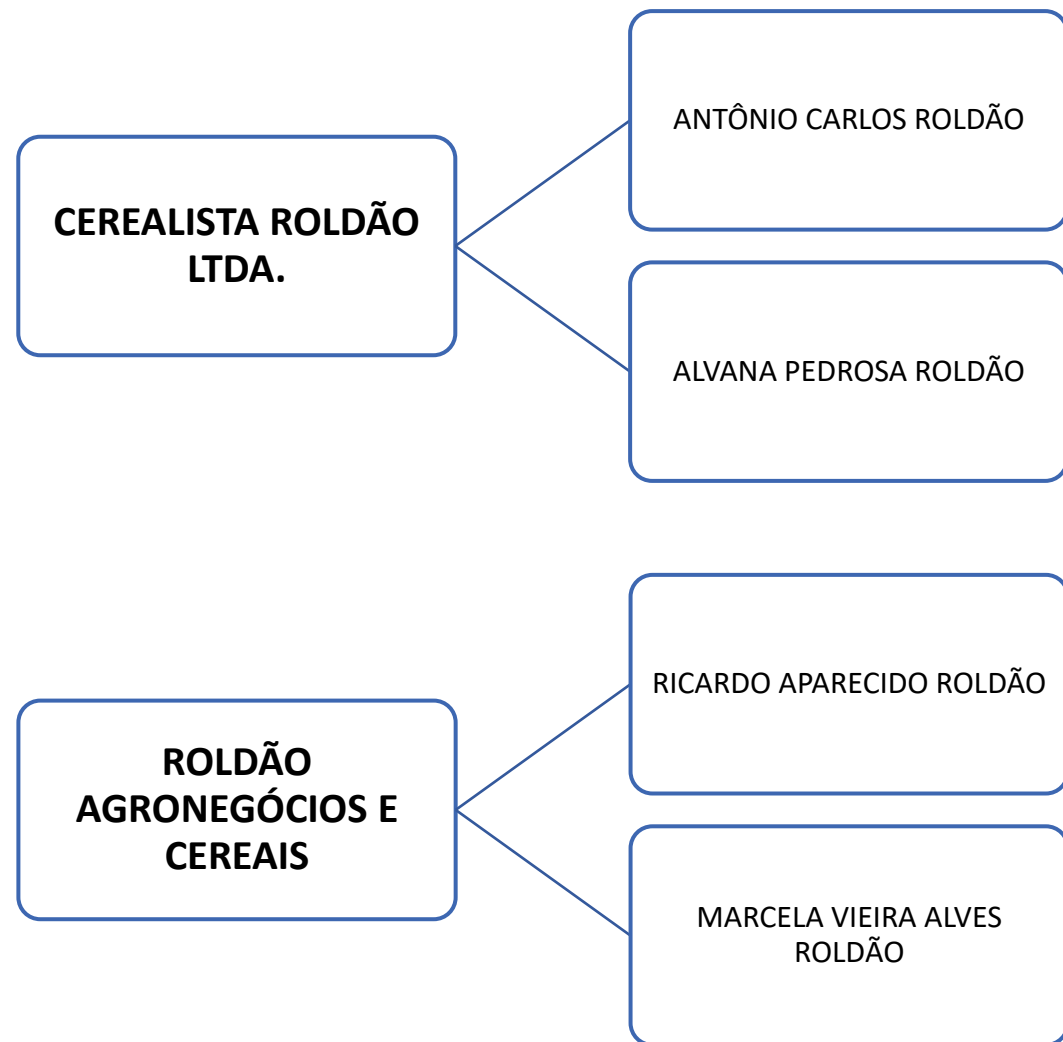 ANTÔNIO CARLOS ROLDÃO
CEREALISTA ROLDÃO
LTDA.
ALVANA PEDROSA ROLDÃO
RICARDO APARECIDO ROLDÃO
ROLDÃO
AGRONEGÓCIOS E
CEREAIS
MARCELA VIEIRA ALVES
ROLDÃO